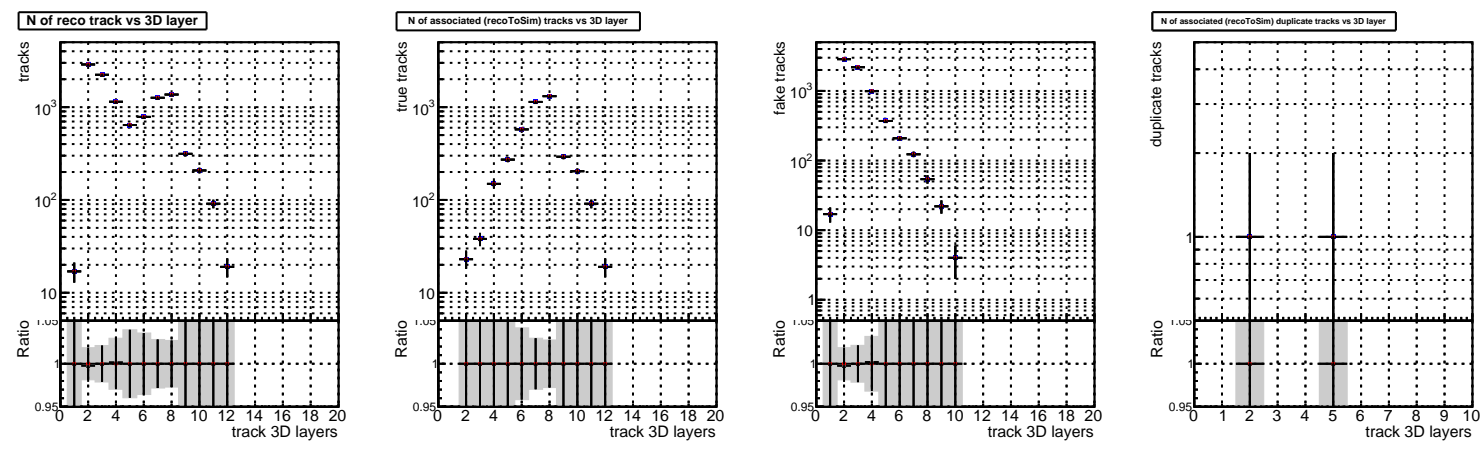 N of reco track vs 3D layer
tracks
10³
10²
10
Ratio
1.05
1
0.95
0 2 4 6 8 10 12 14 16 18 20
track 3D layers
N of associated (recoToSim) tracks vs 3D layer
true tracks
10³
10²
10
Ratio
1.05
1
0.95
0 2 4 6 8 10 12 14 16 18 20
track 3D layers
fake tracks
10³
10²
10
1
Ratio
1.05
1
0.95
0 2 4 6 8 10 12 14 16 18 20
track 3D layers
N of associated (recoToSim) duplicate tracks vs 3D layer
duplicate tracks
1
Ratio
1.05
1
0.95
0 1 2 3 4 5 6 7 8 9 10
track 3D layers